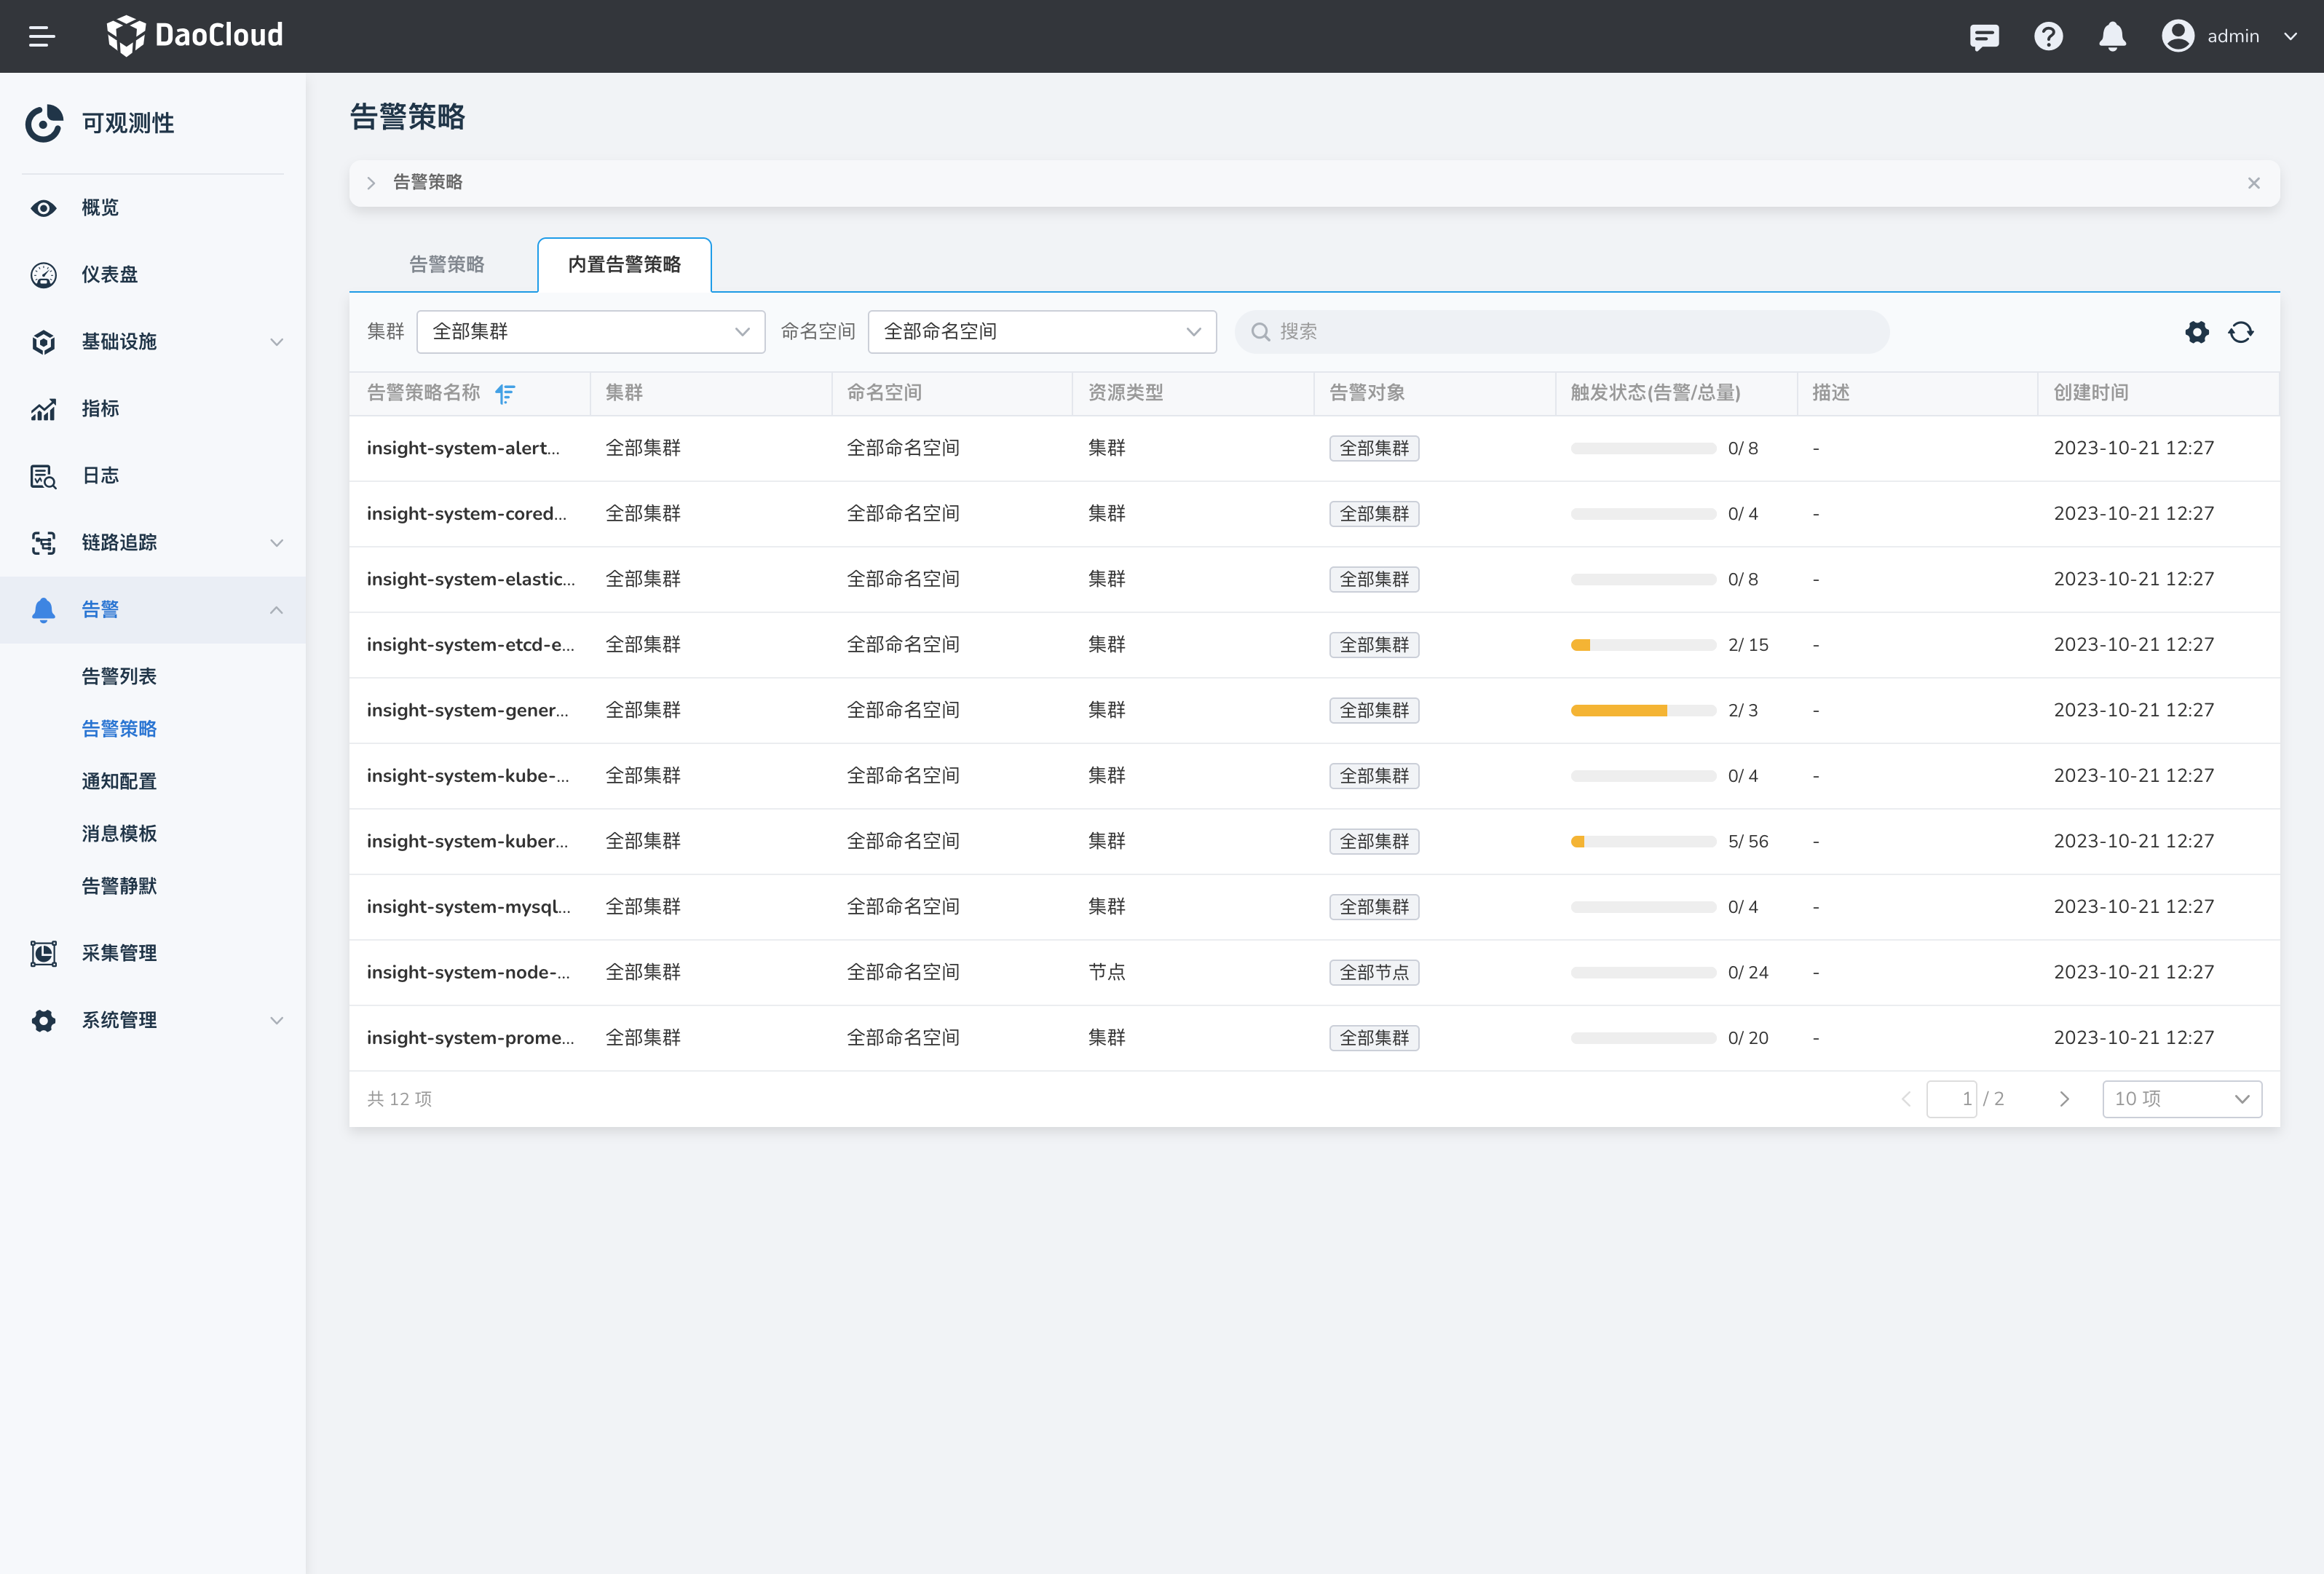 DaoCloud
admin
可观测性
概览
仪表盘
基础设施
指标
日志
链路追踪
告警
告警列表
告警策略
通知配置
消息模板
告警静默
采集管理
系统管理
告警策略
告警策略
告警策略 内置告警策略
集群 全部集群 命名空间 全部命名空间 搜索
告警策略名称 集群 命名空间 资源类型 告警对象 触发状态(告警/总量) 描述 创建时间
insight-system-alert... 全部集群 全部命名空间 集群 全部集群 0/ 8 - 2023-10-21 12:27
insight-system-cored... 全部集群 全部命名空间 集群 全部集群 0/ 4 - 2023-10-21 12:27
insight-system-elastic... 全部集群 全部命名空间 集群 全部集群 0/ 8 - 2023-10-21 12:27
insight-system-etcd-e... 全部集群 全部命名空间 集群 全部集群 2/ 15 - 2023-10-21 12:27
insight-system-gener... 全部集群 全部命名空间 集群 全部集群 2/ 3 - 2023-10-21 12:27
insight-system-kube-... 全部集群 全部命名空间 集群 全部集群 0/ 4 - 2023-10-21 12:27
insight-system-kuber... 全部集群 全部命名空间 集群 全部集群 5/ 56 - 2023-10-21 12:27
insight-system-mysql... 全部集群 全部命名空间 集群 全部集群 0/ 4 - 2023-10-21 12:27
insight-system-node-... 全部集群 全部命名空间 节点 全部节点 0/ 24 - 2023-10-21 12:27
insight-system-prome... 全部集群 全部命名空间 集群 全部集群 0/ 20 - 2023-10-21 12:27
共 12 项 1 / 2 10 项